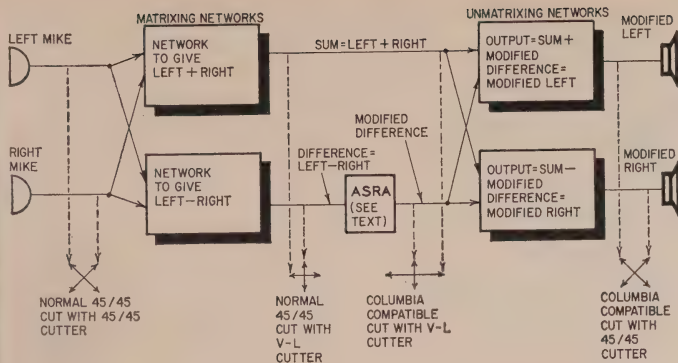 MATRIXING NETWORKS
UNMATRIXING NETWORKS
MODIFIED
LEFT
LEFT MIKE
NETWORK
TO GIVE
LEFT+RIGHT
SUM=LEFT+RIGHT
OUTPUT=SUM+
MODIFIED
DIFFERENCE=
MODIFIED LEFT
RIGHT
MIKE
NETWORK
TO GIVE
LEFT-RIGHT
DIFFERENCE=
LEFT-RIGHT
MODIFIED
DIFFERENCE
ASRA
(SEE
TEXT)
OUTPUT=SUM-
MODIFIED
DIFFERENCE=
MODIFIED RIGHT
MODIFIED
RIGHT
NORMAL 45/45
CUT WITH 45/45
CUTTER
NORMAL
45/45
CUT WITH
V-L
CUTTER
COLUMBIA
COMPATIBLE
CUT WITH V-L
CUTTER
COLUMBIA
COMPATIBLE
CUT WITH
45/45
CUTTER